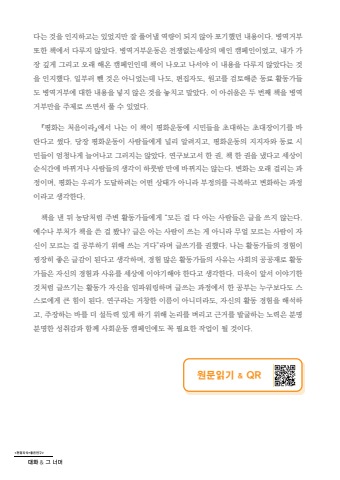 다는 것을 인지하고는 있었지만 잘 풀어낼 역량이 되지 않아 포기했던 내용이다. 병역거부
또한 책에서 다루지 않았다. 병역거부운동은 전쟁없는세상의 메인 캠페인이었고, 내가 가
장 길게 그리고 오래 해온 캠페인인데 책이 나오고 나서야 이 내용을 다루지 않았다는 것
을 인지했다. 일부러 뺀 것은 아니었는데 나도, 편집자도, 원고를 검토해준 동료 활동가들
도 병역거부에 대한 내용을 넣지 않은 것을 놓치고 말았다. 이 아쉬움은 두 번째 책을 병역
거부만을 주제로 쓰면서 풀 수 있었다.
『평화는 처음이라』에서 나는 이 책이 평화운동에 시민들을 초대하는 초대장이기를 바
란다고 썼다. 당장 평화운동이 사람들에게 널리 알려지고, 평화운동의 지지자와 동료 시
민들이 엄청나게 늘어나고 그러지는 않았다. 연구보고서 한 권, 책 한 권을 냈다고 세상이
순식간에 바뀌거나 사람들의 생각이 하룻밤 만에 바뀌지는 않는다. 변화는 오래 걸리는 과
정이며, 평화는 우리가 도달하려는 어떤 상태가 아니라 부정의를 극복하고 변화하는 과정
이라고 생각한다.
책을 낸 뒤 농담처럼 주변 활동가들에게 "모든 걸 다 아는 사람들은 글을 쓰지 않는다.
예수나 부처가 책을 쓴 걸 봤냐? 글은 아는 사람이 쓰는 게 아니라 무얼 모르는 사람이 자
신이 모르는 걸 공부하기 위해 쓰는 거다"라며 글쓰기를 권했다. 나는 활동가들의 경험이
굉장히 좋은 글감이 된다고 생각하며, 경험 많은 활동가들의 사유는 사회의 공공재로 활동
가들은 자신의 경험과 사유를 세상에 이야기해야 한다고 생각한다. 더욱이 앞서 이야기한
것처럼 글쓰기는 활동가 자신을 임파워링하며 글쓰는 과정에서 한 공부는 누구보다도 스
스로에게 큰 힘이 된다. 연구라는 거창한 이름이 아니더라도, 자신의 활동 경험을 해석하
고, 주장하는 바를 더 설득력 있게 하기 위해 논리를 벼리고 근거를 발굴하는 노력은 분명
분명한 성취감과 함께 사회운동 캠페인에도 꼭 필요한 작업이 될 것이다.
원문읽기 & QR
대화 & 그 너머